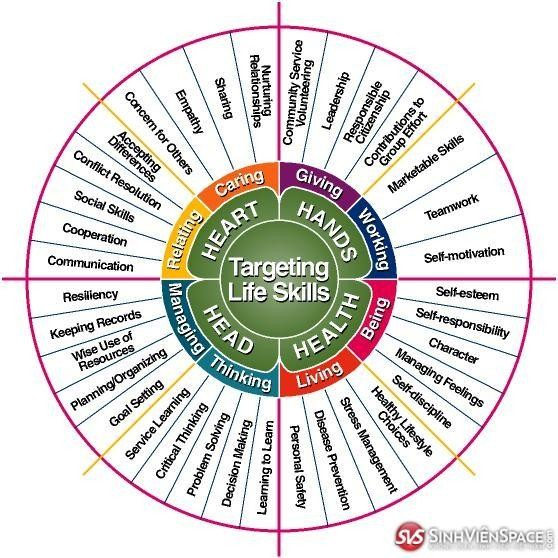 Nurturing
Relationships
Sharing
Empathy
Concern for Others
Accepting
Differences
Conflict Resolution
Social Skills
Cooperation
Communication
Community Service
Volunteering
Leadership
Responsible
Citizenship
Contributions to
Group Effort
Marketable Skills
Teamwork
Self-motivation
Caring
Giving
Relating
Working
HEART
HANDS
Targeting
Life Skills
HEAD
HEALTH
Managing
Being
Thinking
Living
Resiliency
Keeping Records
Wise Use of
Resources
Planning/Organizing
Goal Setting
Service Learning
Critical Thinking
Problem Solving
Decision Making
Learning to Learn
Self-esteem
Self-responsibility
Character
Managing Feelings
Self-discipline
Healthy Lifestyle
Choices
Stress Management
Disease Prevention
Personal Safety
SVS SINHVIÊNSPACE